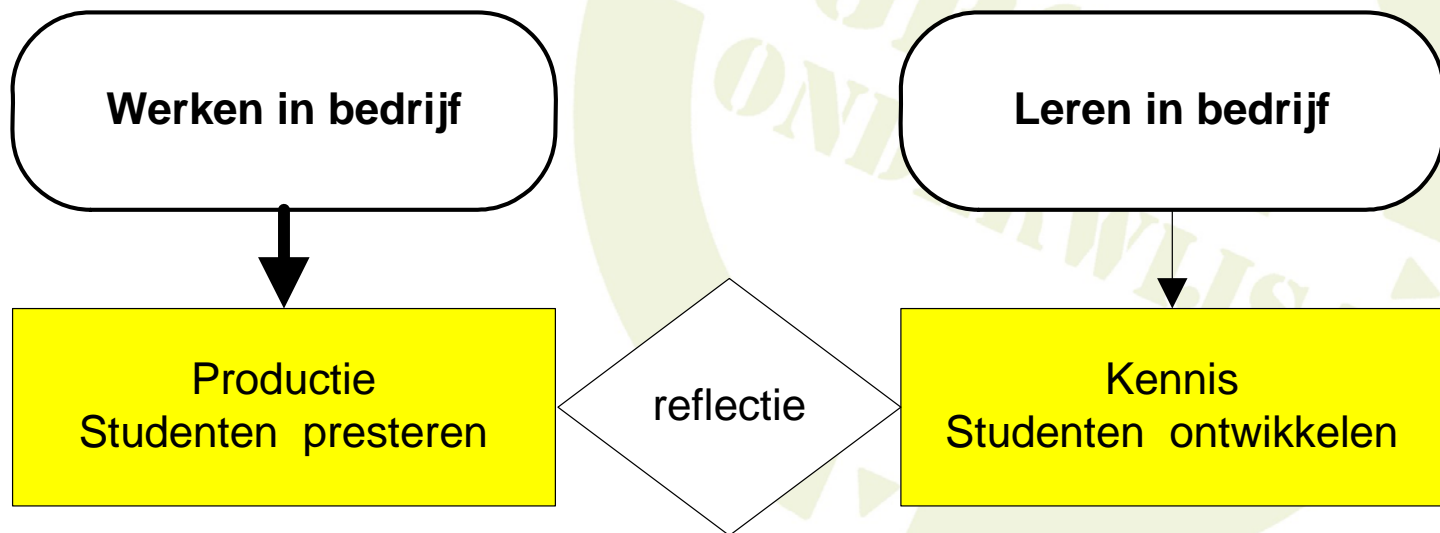 Werken in bedrijf
Leren in bedrijf
Productie
Studenten presteren
reflectie
Kennis
Studenten ontwikkelen